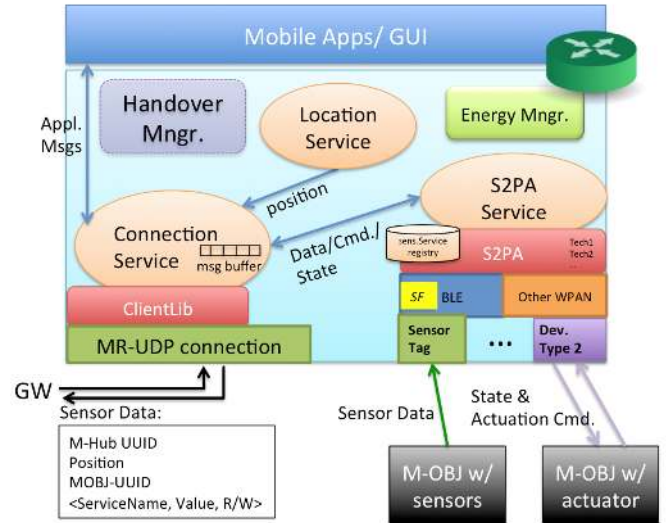 Mobile Apps/ GUI
Appl.
Msgs
Handover
Mngr.
Location
Service
Energy Mngr.
position
S2PA
Service
Connection
Service
msg buffer
Data/Cmd./
State
sens.Service
registry
S2PA
Tech1
Tech2
...
ClientLib
SF
BLE
Other WPAN
MR-UDP connection
Sensor
Tag
...
Dev.
Type 2
GW
Sensor Data:
M-Hub UUID
Position
MOBJ-UUID
<ServiceName, Value, R/W>
Sensor Data
State &
Actuation Cmd.
M-OBJ w/
sensors
M-OBJ w/
actuator